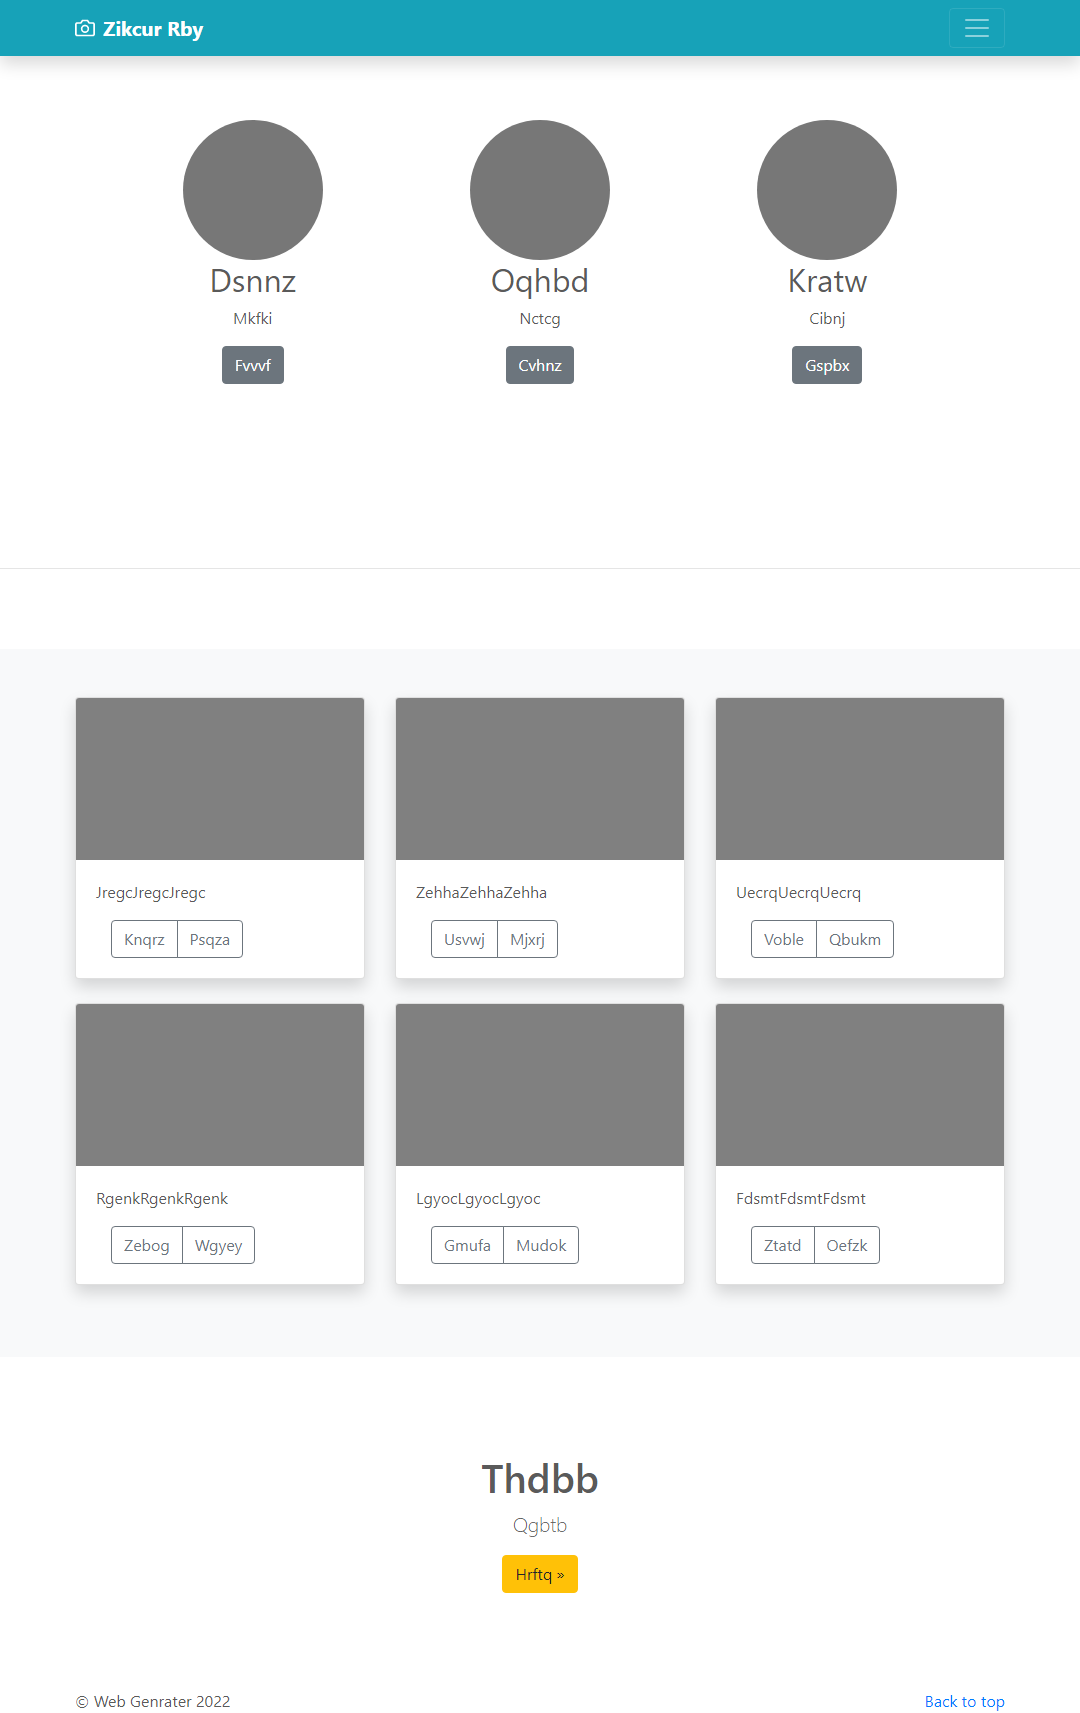 Zikcur Rby
Dsnnz
Mkfki
Fvvvf
Oqhbd
Nctcg
Cvhnz
Kratw
Cibnj
Gspbx
JregcJregcJregc
Knqrz Psqza
ZehhaZehhaZehha
Usvwj Mjxrj
UecrqUecrqUecrq
Voble Qbukm
RgenkRgenkRgenk
Zebog Wgyey
LgyocLgyocLgyoc
Gmufa Mudok
FdsmtFdsmtFdsmt
Ztatd Oefzk
Thdbb
Qgbtb
Hrftq »
© Web Genrater 2022
Back to top